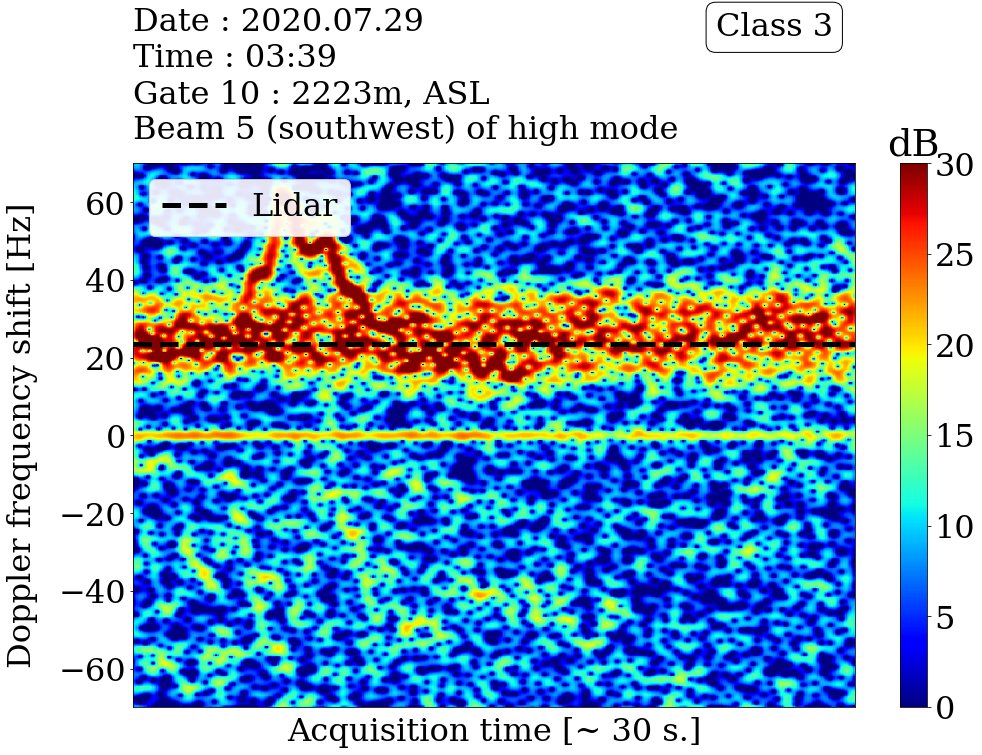 Date : 2020.07.29
Time : 03:39
Gate 10 : 2223m, ASL
Beam 5 (southwest) of high mode
Class 3
dB
Lidar
Doppler frequency shift [Hz]
60
40
20
0
−20
−40
−60
Acquisition time [~ 30 s.]
30
25
20
15
10
5
0